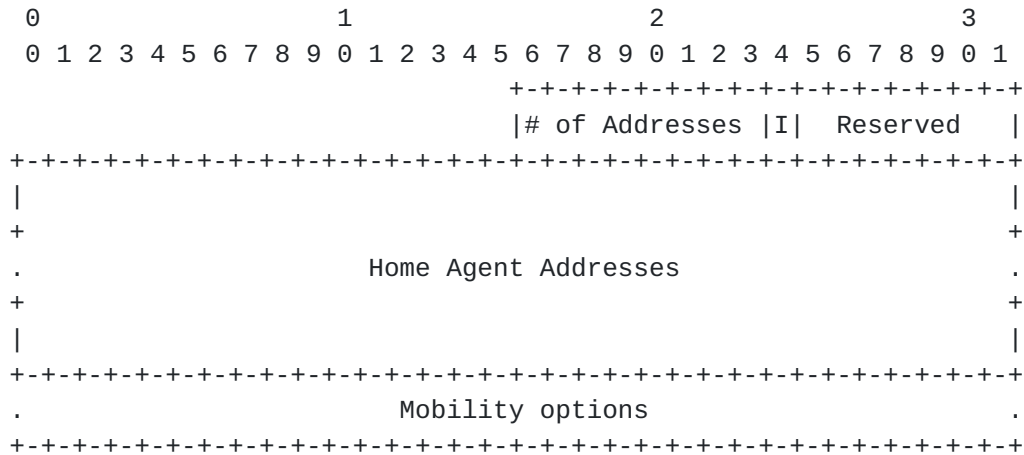 0                   1                   2                   3
 0 1 2 3 4 5 6 7 8 9 0 1 2 3 4 5 6 7 8 9 0 1 2 3 4 5 6 7 8 9 0 1
                                +-+-+-+-+-+-+-+-+-+-+-+-+-+-+-+-+
                                |# of Addresses |I|  Reserved   |
+-+-+-+-+-+-+-+-+-+-+-+-+-+-+-+-+-+-+-+-+-+-+-+-+-+-+-+-+-+-+-+-+
|                                                               |
+                                                               +
.                      Home Agent Addresses                     .
+                                                               +
|                                                               |
+-+-+-+-+-+-+-+-+-+-+-+-+-+-+-+-+-+-+-+-+-+-+-+-+-+-+-+-+-+-+-+-+
.                        Mobility options                       .
+-+-+-+-+-+-+-+-+-+-+-+-+-+-+-+-+-+-+-+-+-+-+-+-+-+-+-+-+-+-+-+-+